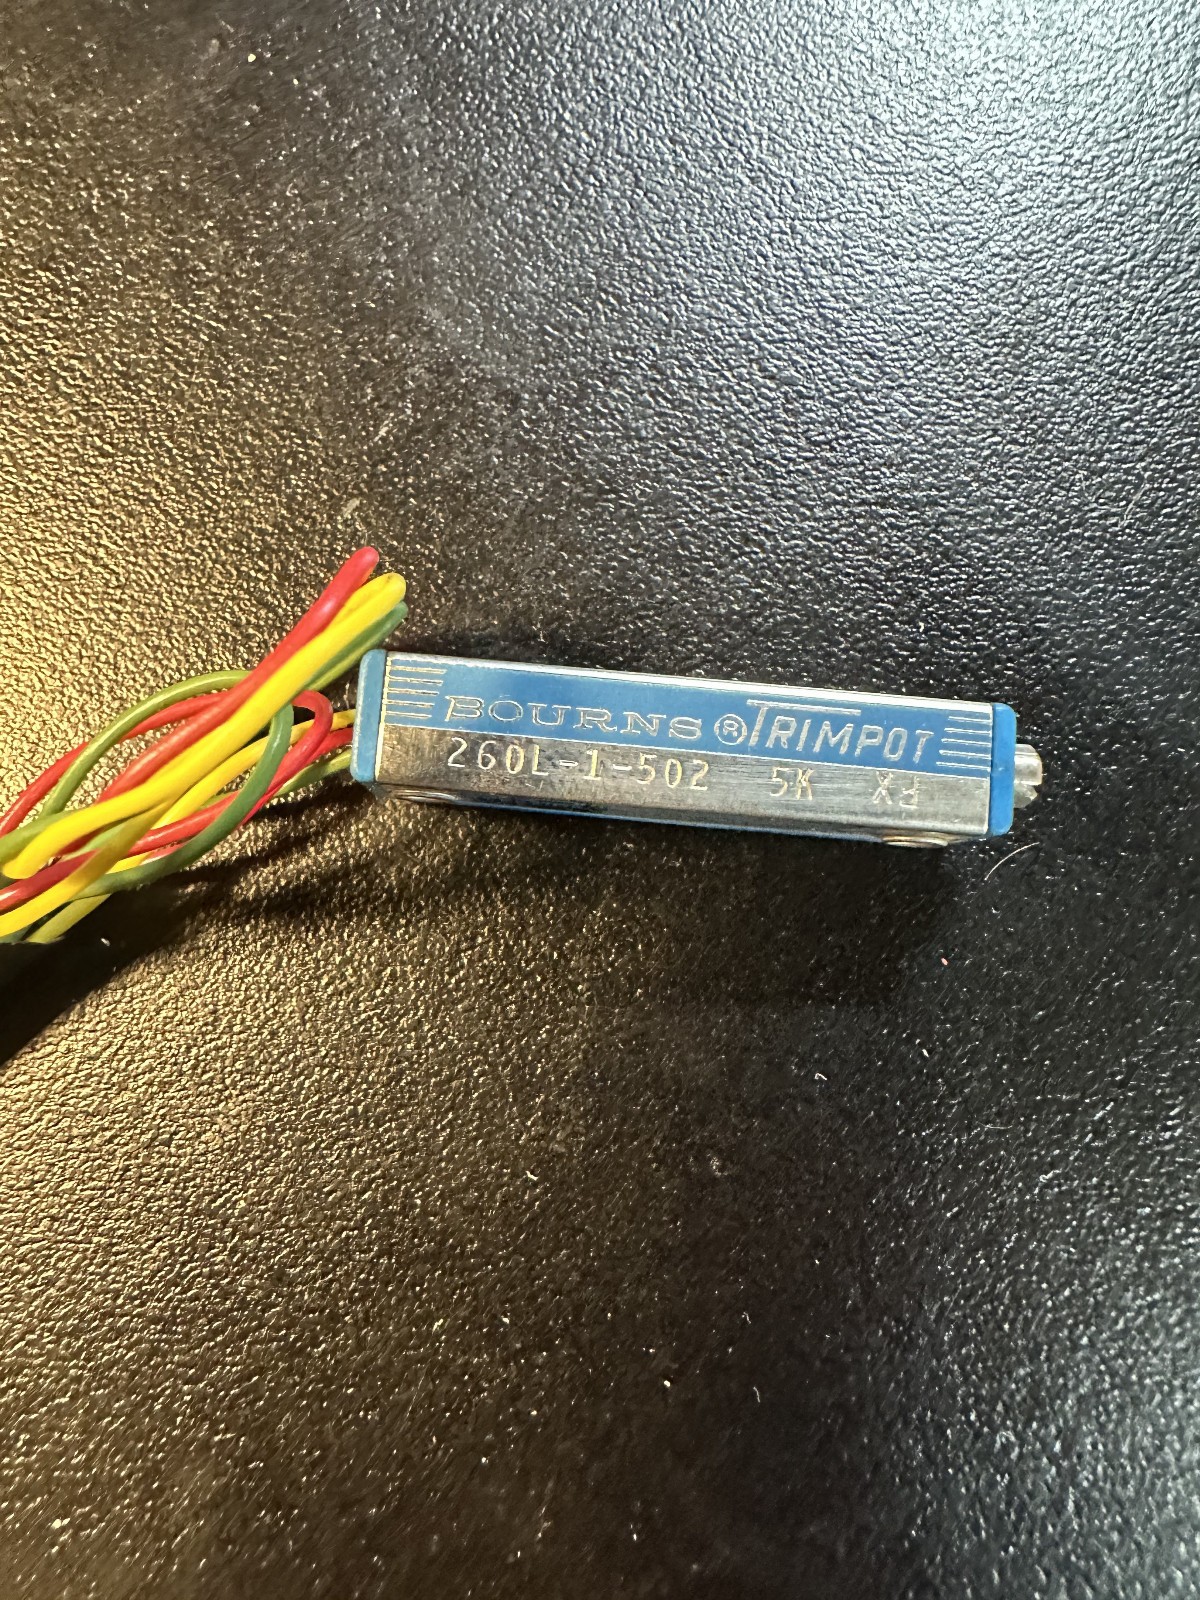 BOURNS ® TRIMPOT
260L-1-502 5K